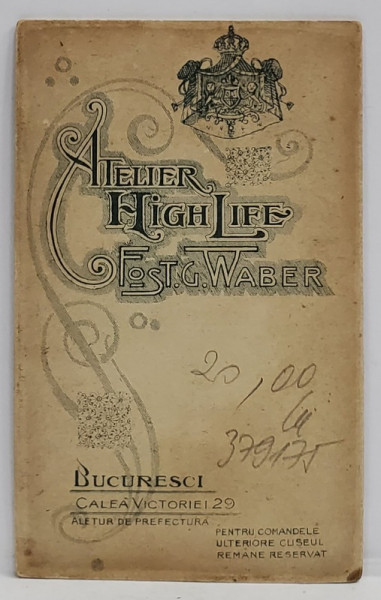 ATELIER
HIGH LIFE
FOST. G. WABER
20,00
lei
379175
BUCURESCI
CALEA VICTORIEI 29
ALETUR DE PREFECTURA
PENTRU COMANDELE
ULTERIORE CLISEUL
REMANE RESERVAT